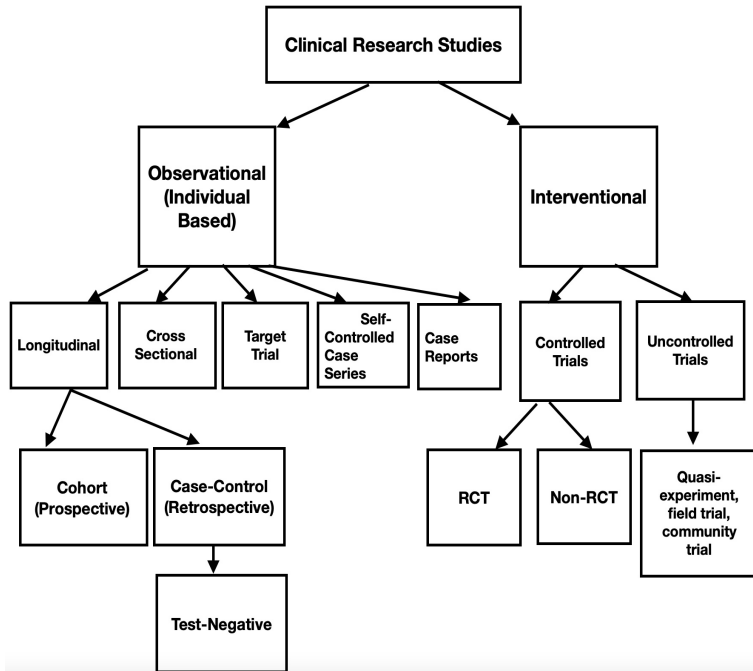 Clinical Research Studies
Observational
(Individual
Based)
Interventional
Longitudinal
Cross
Sectional
Target
Trial
Self-
Controlled
Case
Series
Case
Reports
Controlled
Trials
Uncontrolled
Trials
Cohort
(Prospective)
Case-Control
(Retrospective)
RCT
Non-RCT
Quasi-
experiment,
field trial,
community
trial
Test-Negative